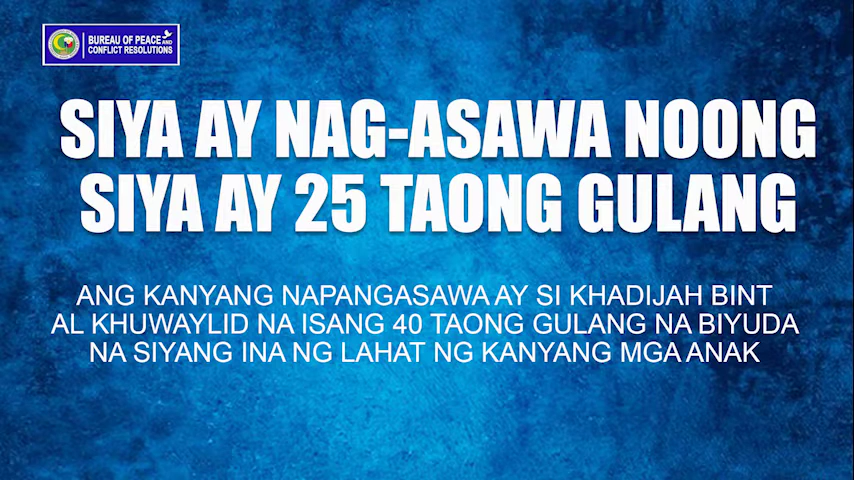 BUREAU OF PEACE AND
CONFLICT RESOLUTIONS
SIYA AY NAG-ASAWA NOONG
SIYA AY 25 TAONG GULANG
ANG KANYANG NAPANGASAWA AY SI KHADIJAH BINT
AL KHUWAYLID NA ISANG 40 TAONG GULANG NA BIYUDA
NA SIYANG INA NG LAHAT NG KANYANG MGA ANAK